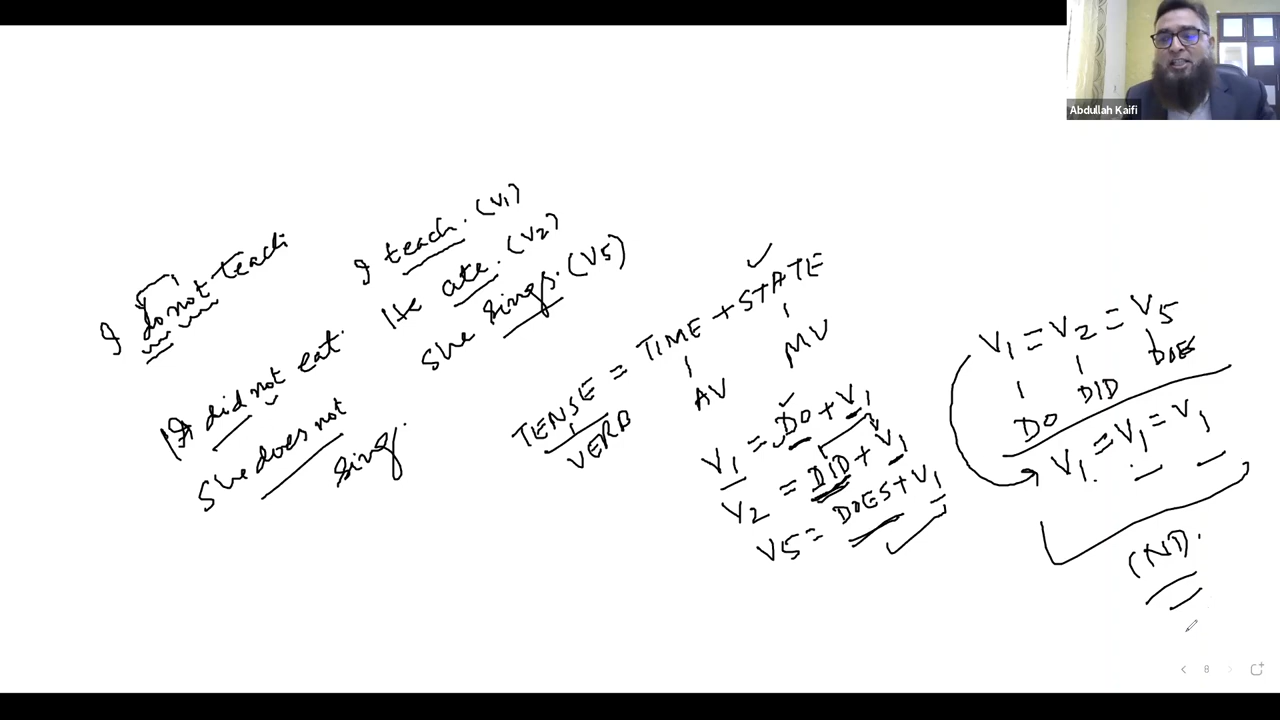 Abdullah Kaifi
I do not teach
He did not eat.
She does not
sing.
I teach. (V1)
He ate. (V2)
She sings. (V5)
TENSE = TIME + STATE
VERB
AV
MV
V1 = DO + V1
V2 = DID + V1
V5 = DOES + V1
V1 = V2 = V5
DO DID DOES
V1. = V1 = V1
8